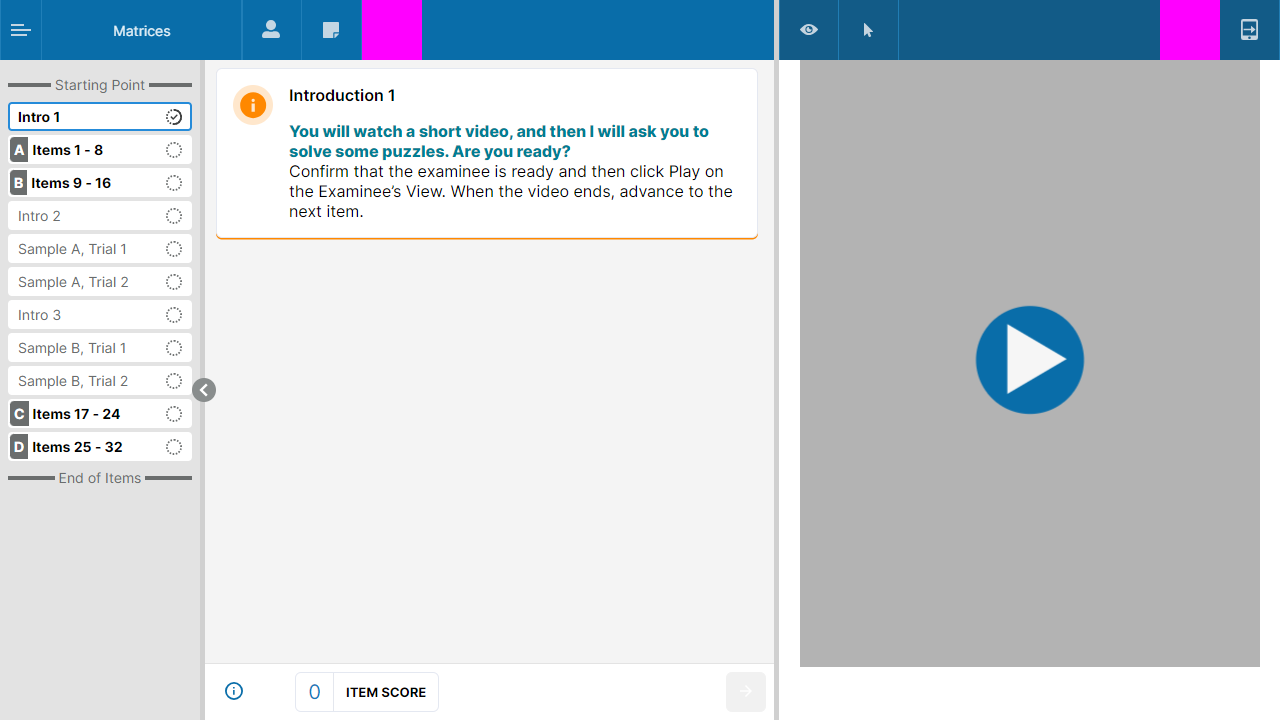 Matrices
Starting Point
Intro 1
A Items 1 - 8
B Items 9 - 16
Intro 2
Sample A, Trial 1
Sample A, Trial 2
Intro 3
Sample B, Trial 1
Sample B, Trial 2
C Items 17 - 24
D Items 25 - 32
End of Items
Introduction 1
You will watch a short video, and then I will ask you to
solve some puzzles. Are you ready?
Confirm that the examinee is ready and then click Play on
the Examinee’s View. When the video ends, advance to the
next item.
0 ITEM SCORE